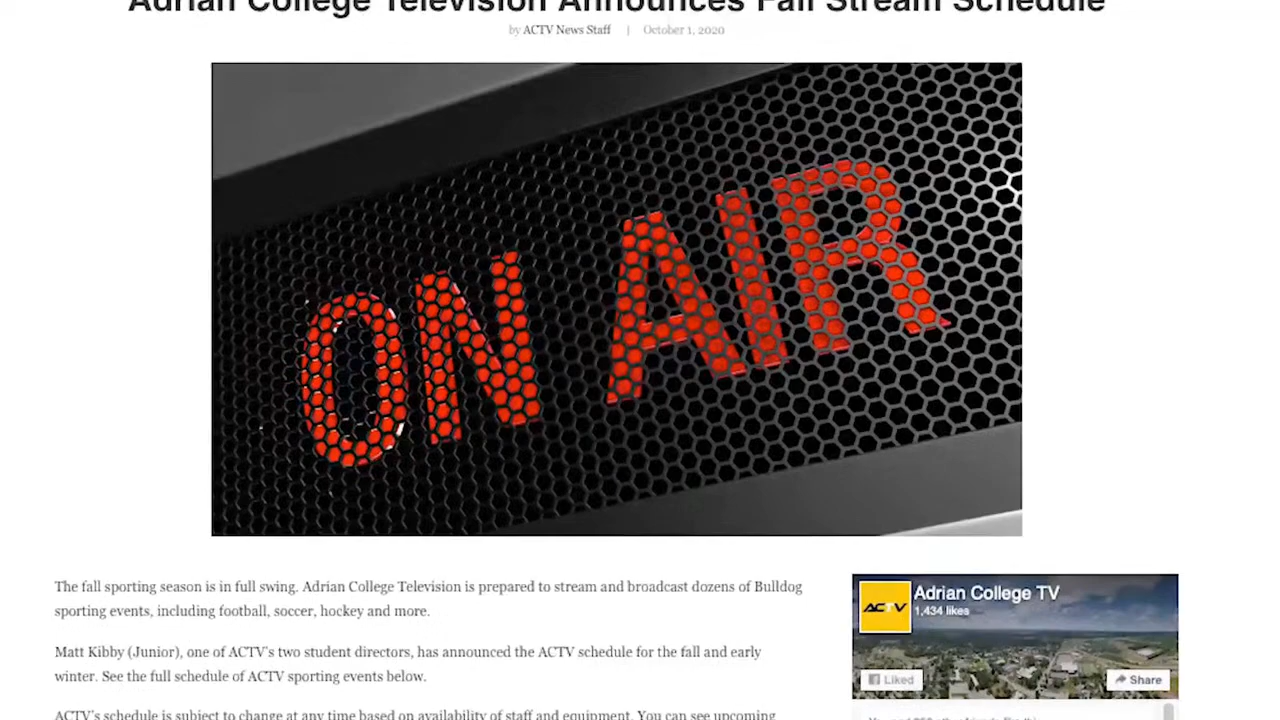 Adrian College Television Announces Fall Stream Schedule
by ACTV News Staff | October 1, 2020
ON AIR
The fall sporting season is in full swing. Adrian College Television is prepared to stream and broadcast dozens of Bulldog
sporting events, including football, soccer, hockey and more.
Matt Kibby (Junior), one of ACTV's two student directors, has announced the ACTV schedule for the fall and early
winter. See the full schedule of ACTV sporting events below.
ACTV's schedule is subject to change at any time based on availability of staff and equipment. You can see upcoming
ACTV
Adrian College TV
1,434 likes
Liked
Share